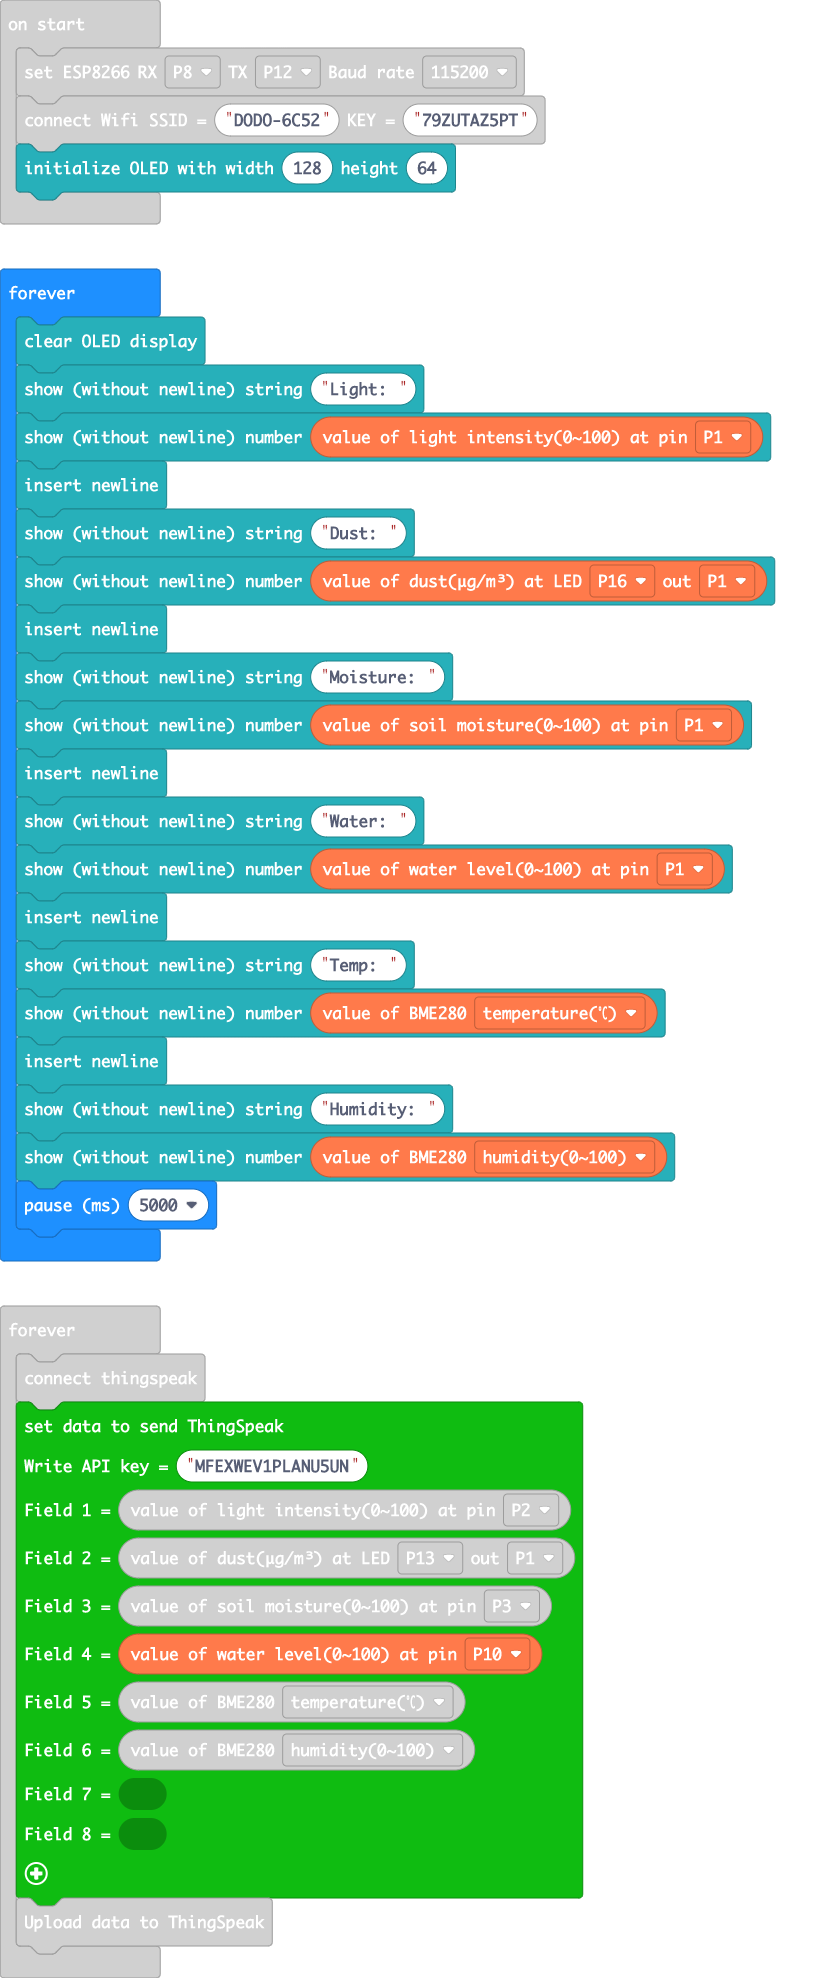 on start
set ESP8266 RX P8 TX P12 Baud rate 115200
connect Wifi SSID = "DODO-6C52" KEY = "79ZUTAZ5PT"
initialize OLED with width 128 height 64
forever
clear OLED display
show (without newline) string "Light: "
show (without newline) number value of light intensity(0~100) at pin P1
insert newline
show (without newline) string "Dust: "
show (without newline) number value of dust(μg/m³) at LED P16 out P1
insert newline
show (without newline) string "Moisture: "
show (without newline) number value of soil moisture(0~100) at pin P1
insert newline
show (without newline) string "Water: "
show (without newline) number value of water level(0~100) at pin P1
insert newline
show (without newline) string "Temp: "
show (without newline) number value of BME280 temperature(℃)
insert newline
show (without newline) string "Humidity: "
show (without newline) number value of BME280 humidity(0~100)
pause (ms) 5000
forever
connect thingspeak
set data to send ThingSpeak
Write API key = "MFEXWEV1PLANU5UN"
Field 1 = value of light intensity(0~100) at pin P2
Field 2 = value of dust(μg/m³) at LED P13 out P1
Field 3 = value of soil moisture(0~100) at pin P3
Field 4 = value of water level(0~100) at pin P10
Field 5 = value of BME280 temperature(℃)
Field 6 = value of BME280 humidity(0~100)
Field 7 =
Field 8 =
Upload data to ThingSpeak